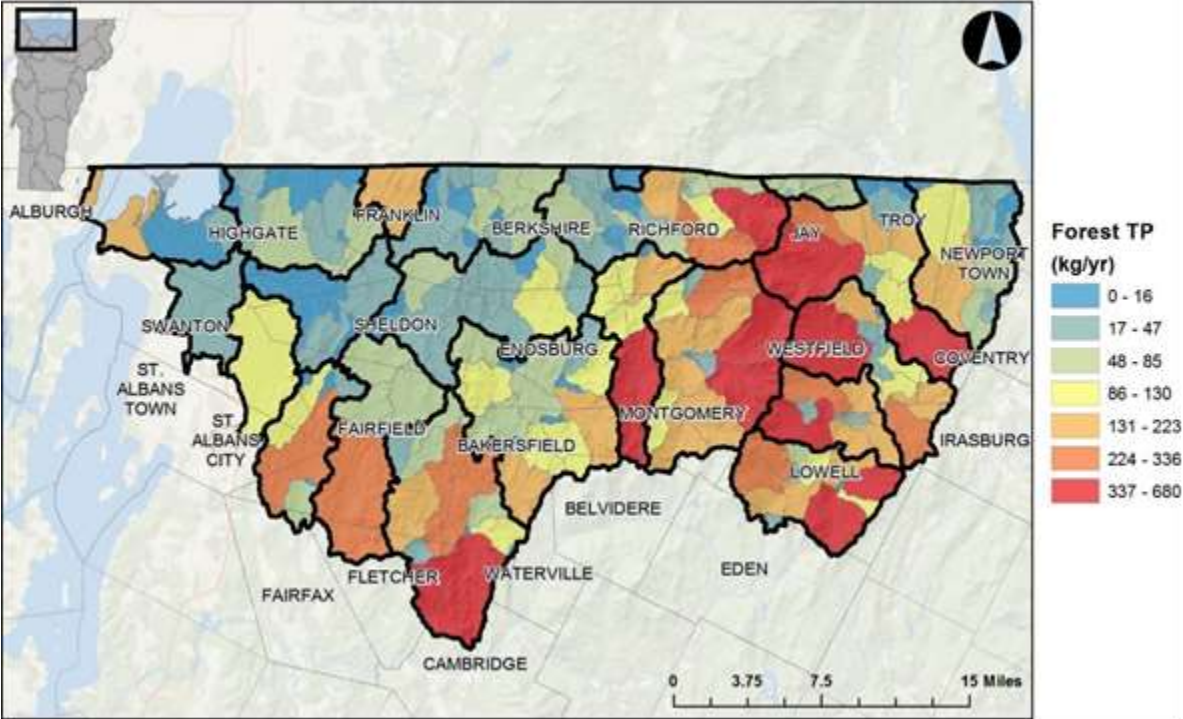 ALBURGH
HIGHGATE
FRANKLIN
BERKSHIRE
RICHFORD
JAY
TROY
NEWPORT
TOWN
SWANTON
SHELDON
ENOSBURG
WESTFIELD
COVENTRY
ST.
ALBANS
TOWN
ST
ALBANS
CITY
FAIRFIELD
BAKERSFIELD
MONTGOMERY
IRASBURG
LOWELL
BELVIDERE
EDEN
FLETCHER
WATERVILLE
FAIRFAX
CAMBRIDGE
0 3.75 7.5 15 Miles
Forest TP
(kg/yr)
0 - 16
17 - 47
48 - 85
86 - 130
131 - 223
224 - 336
337 - 680